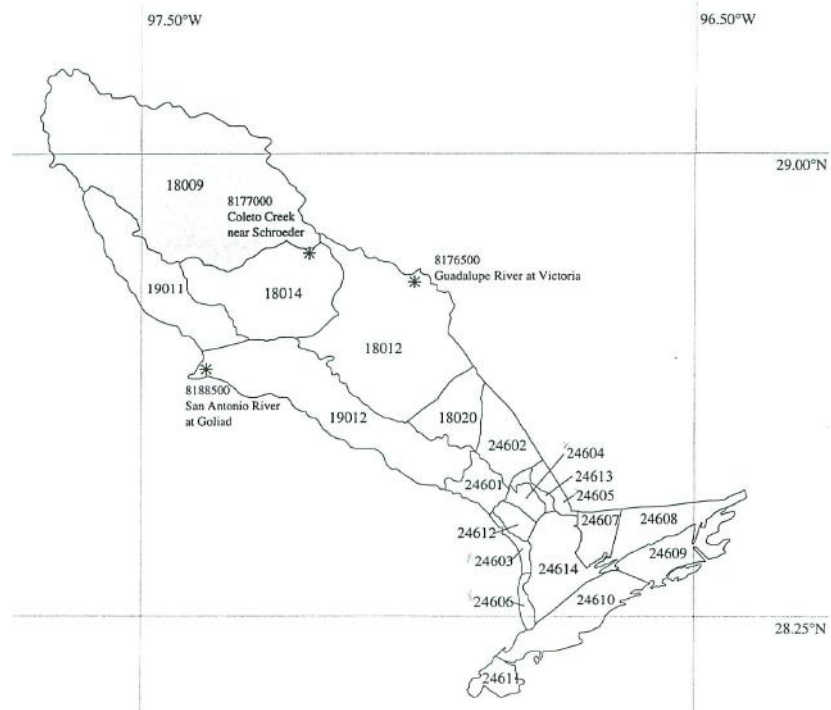 97.50°W
96.50°W
29.00°N
18009
8177000
Coleto Creek
near Schroeder
8176500
Guadalupe River at Victoria
19011
18014
18012
8188500
San Antonio River
at Goliad
19012
18020
24602
24604
24601
24613
24605
24607
24608
24612
24609
24603
24614
24606
24610
28.25°N
24611